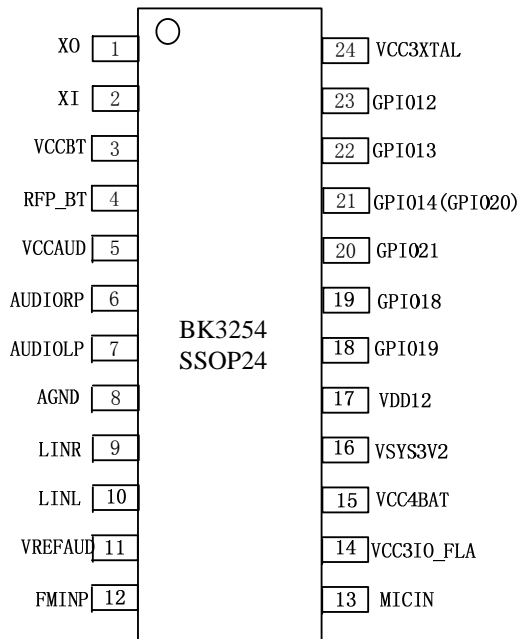 XO 1 24 VCC3XTAL
XI 2 23 GPIO12
VCCBT 3 22 GPIO13
RFP_BT 4 21 GPIO14(GPIO20)
VCCAUD 5 20 GPIO21
AUDIORP 6 19 GPIO18
AUDIOLP 7 18 GPIO19
BK3254
SSOP24
AGND 8 17 VDD12
LINR 9 16 VSYS3V2
LINL 10 15 VCC4BAT
VREFAUD 11 14 VCC3IO_FLA
FMINP 12 13 MICIN